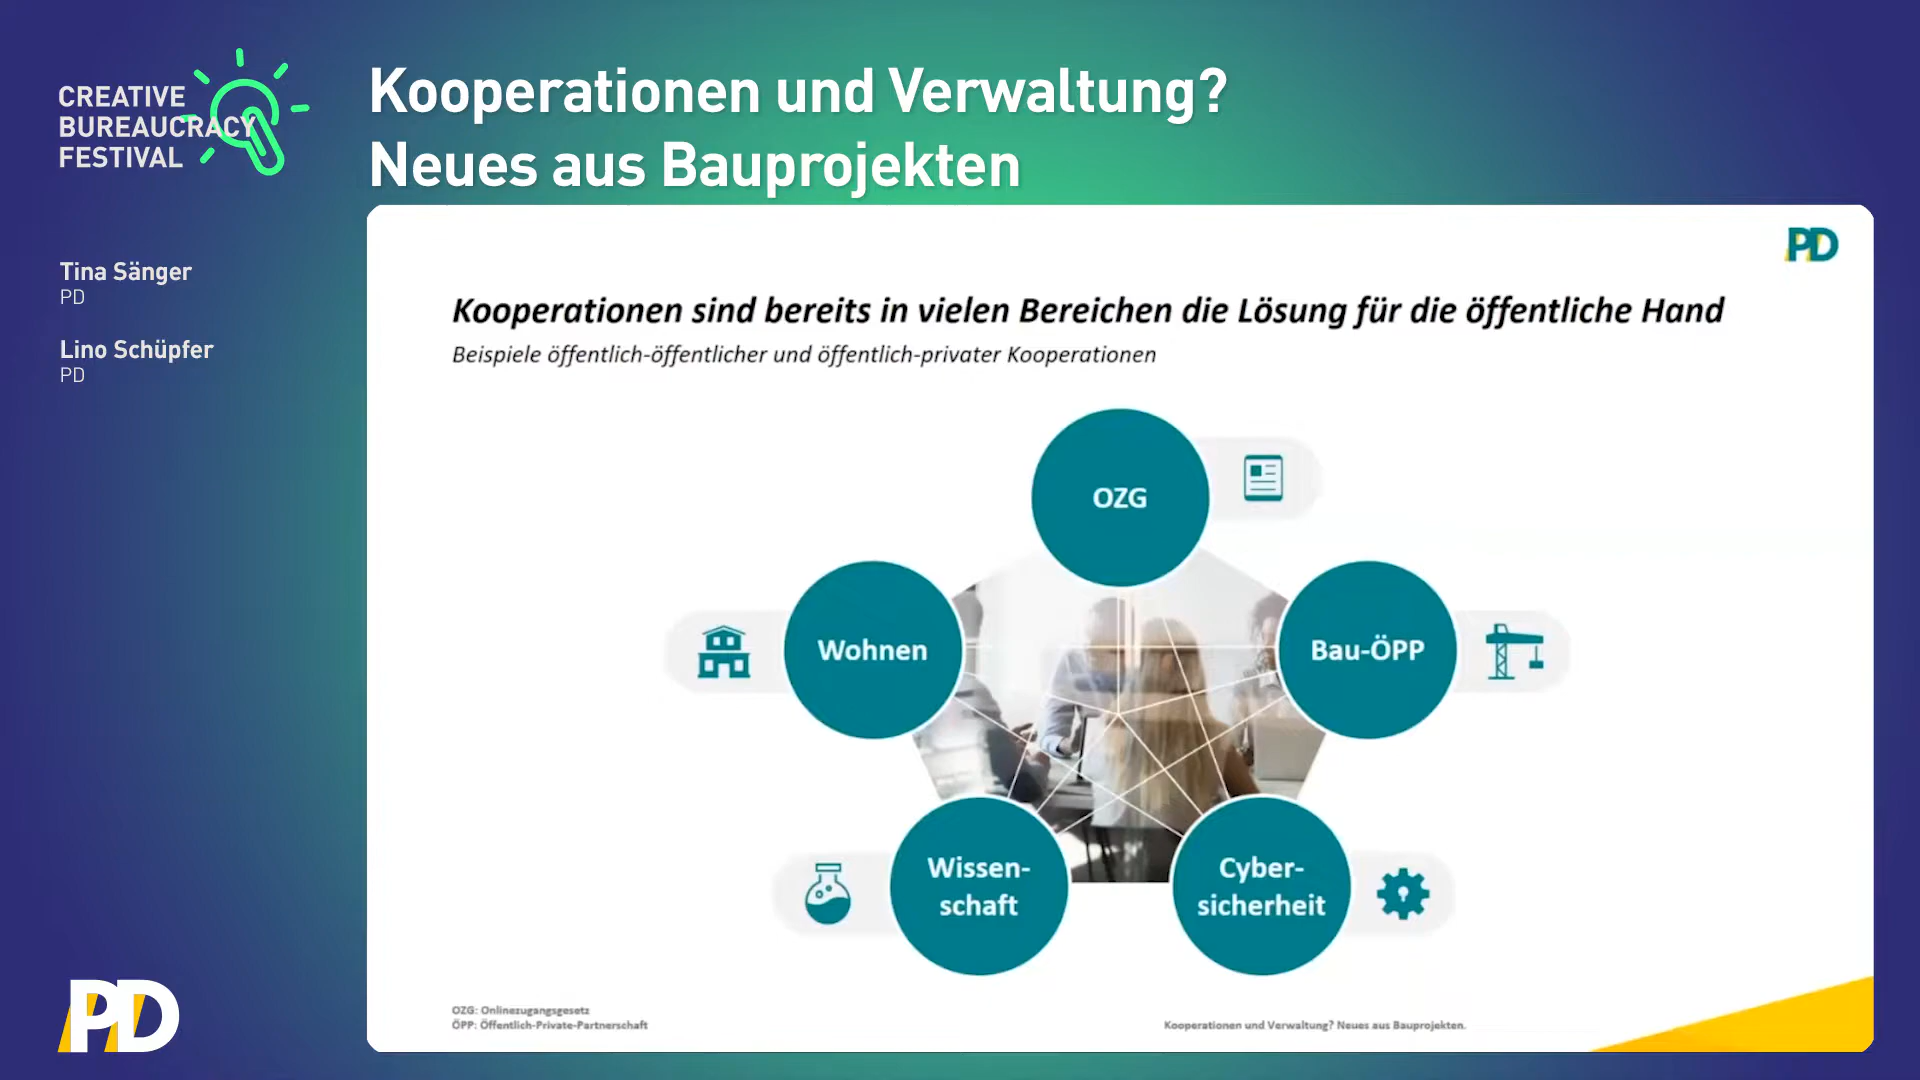 CREATIVE
BUREAUCRACY
FESTIVAL
Kooperationen und Verwaltung?
Neues aus Bauprojekten
Tina Sänger
PD
Lino Schüpfer
PD
PD
Kooperationen sind bereits in vielen Bereichen die Lösung für die öffentliche Hand
Beispiele öffentlich-öffentlicher und öffentlich-privater Kooperationen
OZG
Wohnen
Bau-ÖPP
Wissen-
schaft
Cyber-
sicherheit
OZG: Onlinezugangsgesetz
ÖPP: Öffentlich-Private-Partnerschaft
Kooperationen und Verwaltung? Neues aus Bauprojekten.
PD